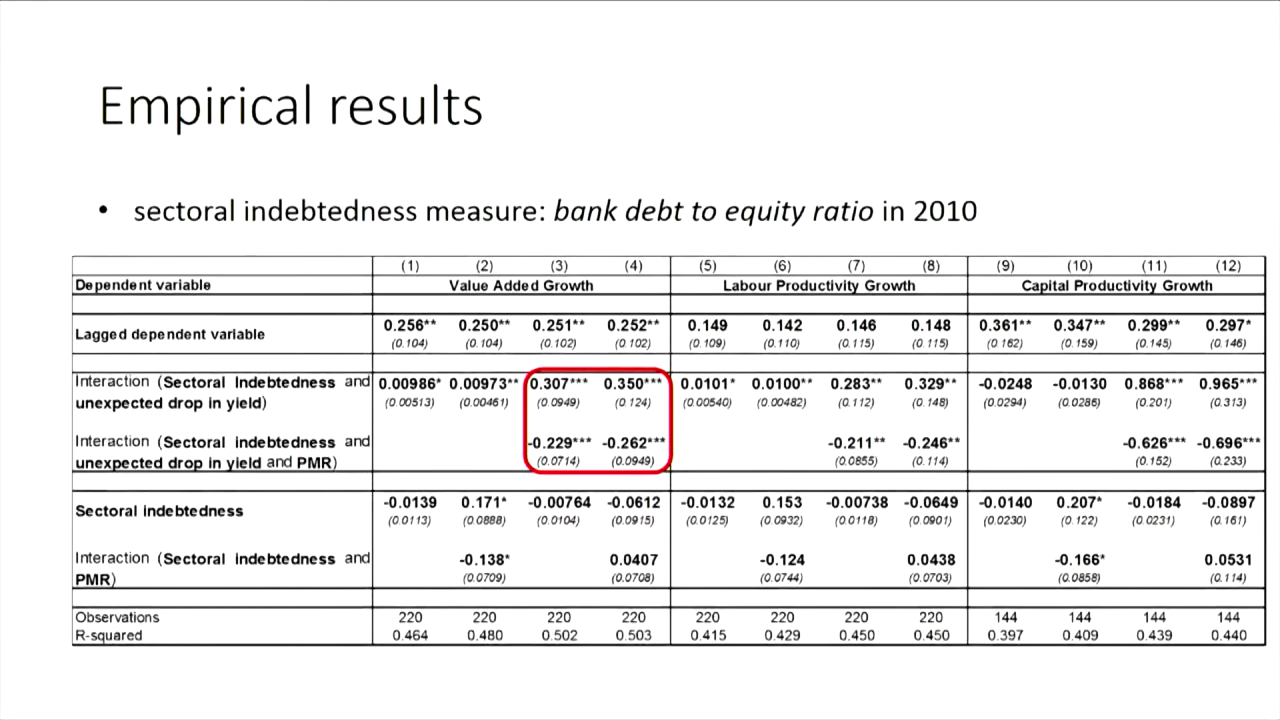 Empirical results
• sectoral indebtedness measure: bank debt to equity ratio in 2010
(1) (2) (3) (4) (5) (6) (7) (8) (9) (10) (11) (12)
Dependent variable Value Added Growth Labour Productivity Growth Capital Productivity Growth
Lagged dependent variable 0.256** 0.250** 0.251** 0.252** 0.149 0.142 0.146 0.148 0.361** 0.347** 0.299** 0.297*
(0.104) (0.104) (0.102) (0.102) (0.109) (0.110) (0.115) (0.115) (0.162) (0.159) (0.145) (0.146)
Interaction (Sectoral Indebtedness and 0.00986* 0.00973** 0.307*** 0.350*** 0.0101* 0.0100** 0.283** 0.329** -0.0248 -0.0130 0.868*** 0.965***
unexpected drop in yield) (0.00513) (0.00461) (0.0949) (0.124) (0.00540) (0.00482) (0.112) (0.148) (0.0294) (0.0286) (0.201) (0.313)
Interaction (Sectoral indebtedness and -0.229*** -0.262*** -0.211** -0.246** -0.626*** -0.696***
unexpected drop in yield and PMR) (0.0714) (0.0949) (0.0855) (0.114) (0.152) (0.233)
Sectoral indebtedness -0.0139 0.171* -0.00764 -0.0612 -0.0132 0.153 -0.00738 -0.0649 -0.0140 0.207* -0.0184 -0.0897
(0.0113) (0.0888) (0.0104) (0.0915) (0.0125) (0.0932) (0.0118) (0.0901) (0.0230) (0.122) (0.0231) (0.161)
Interaction (Sectoral indebtedness and -0.138* 0.0407 -0.124 0.0438 -0.166* 0.0531
PMR) (0.0709) (0.0708) (0.0744) (0.0703) (0.0858) (0.114)
Observations 220 220 220 220 220 220 220 220 144 144 144 144
R-squared 0.464 0.480 0.502 0.503 0.415 0.429 0.450 0.450 0.397 0.409 0.439 0.440